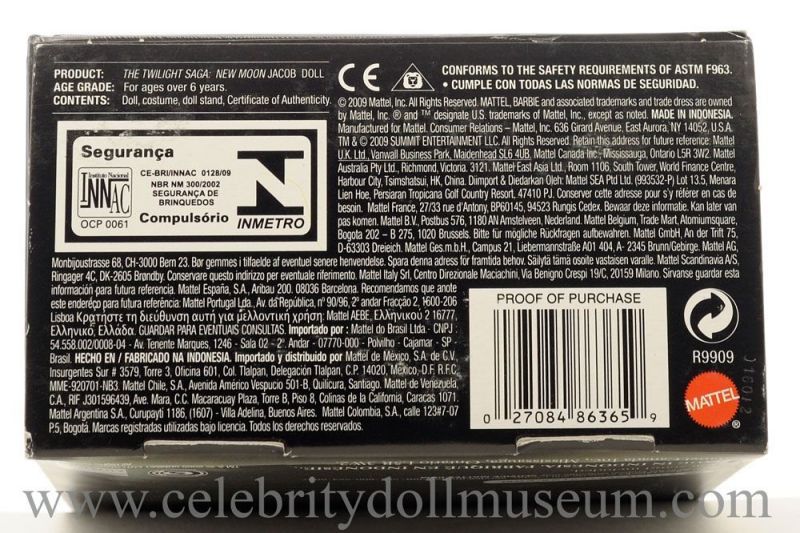 PRODUCT: THE TWILIGHT SAGA: NEW MOON JACOB DOLL
AGE GRADE: For ages over 6 years.
CONTENTS: Doll, costume, doll stand, Certificate of Authenticity.
Segurança
Instituto Nacional
INNAC
OCP 0061
CE-BRI/INNAC 0128/09
NBR NM 300/2002
SEGURANÇA DE
BRINQUEDOS
Compulsório
INMETRO
CE
CONFORMS TO THE SAFETY REQUIREMENTS OF ASTM F963.
• CUMPLE CON TODAS LAS NORMAS DE SEGURIDAD.
© 2009 Mattel, Inc. All Rights Reserved. MATTEL, BARBIE and associated trademarks and trade dress are owned
by Mattel, Inc. ® and ™ designate U.S. trademarks of Mattel, Inc., except as noted. MADE IN INDONESIA.
Manufactured for Mattel. Consumer Relations – Mattel, Inc. 636 Girard Avenue, East Aurora, NY 14052, U.S.A.
TM & © 2009 SUMMIT ENTERTAINMENT LLC. All Rights Reserved. Retain this address for future reference: Mattel
U.K. Ltd., Vanwall Business Park, Maidenhead SL6 4UB. Mattel Canada Inc., Mississauga, Ontario L5R 3W2. Mattel
Australia Pty Ltd., Richmond, Victoria. 3121. Mattel East Asia Ltd., Room 1106, South Tower, World Finance Centre,
Harbour City, Tsimshatsui, HK, China. Diimport & Diedarkan Oleh: Mattel SEA Ptd Ltd. (993532-P) Lot 13.5, Menara
Lien Hoe, Persiaran Tropicana Golf Country Resort, 47410 PJ. Conserver cette adresse pour s'y référer en cas de
besoin. Mattel France, 27/33 rue d'Antony, BP60145, 94523 Rungis Cedex. Bewaar deze informatie. Kan later van
pas komen. Mattel B.V., Postbus 576, 1180 AN Amstelveen, Nederland. Mattel Belgium, Trade Mart, Atomiumsquare,
Bogota 202 - B 275, 1020 Brussels. Bitte für mögliche Rückfragen aufbewahren. Mattel GmbH, An der Trift 75,
D-63303 Dreieich. Mattel Ges.m.b.H., Campus 21, Liebermannstraße A01 404, A- 2345 Brunn/Gebirge. Mattel AG,
Monbijoustrasse 68, CH-3000 Bern 23. Bør gemmes i tilfælde af eventuel senere henvendelse. Spara denna adress för framtida behov. Säilytä tämä osoite vastaisen varalle. Mattel Scandinavia A/S,
Ringager 4C, DK-2605 Brøndby. Conservare questo indirizzo per eventuale riferimento. Mattel Italy Srl, Centro Direzionale Maciachini, Via Benigno Crespi 19/C, 20159 Milano. Sírvanse guardar esta
información para futura referencia. Mattel España, S.A., Aribau 200. 08036 Barcelona. Recomendamos que anote
este endereço para futura referência: Mattel Portugal Lda., Av. da República, nº 90/96, 2º andar Fracção 2, 1600-206
Lisboa Κρατήστε τη διεύθυνση αυτή για μελλοντική χρήση: Mattel AEBE, Ελληνικού 2 16777,
Ελληνικό, Ελλάδα. GUARDAR PARA EVENTUAIS CONSULTAS. Importado por : Mattel do Brasil Ltda.- CNPJ :
54.558.002/0008-04 - Av. Tenente Marques, 1246 - Sala 02 - 2.º Andar - 07770-000 - Polvilho - Cajamar - SP
- Brasil. HECHO EN / FABRICADO NA INDONESIA. Importado y distribuido por Mattel de México, S.A. de C.V.,
Insurgentes Sur # 3579, Torre 3, Oficina 601, Col. Tlalpan, Delegación Tlalpan, C.P. 14020, México, D.F. R.F.C.
MME-920701-NB3. Mattel Chile, S.A., Avenida Américo Vespucio 501-B, Quilicura, Santiago. Mattel de Venezuela,
C.A., RIF J301596439, Ave. Mara, C.C. Macaracuay Plaza, Torre B, Piso 8, Colinas de la California, Caracas 1071.
Mattel Argentina S.A., Curupaytí 1186, (1607) - Villa Adelina, Buenos Aires. Mattel Colombia, S.A., calle 123#7-07
P.5, Bogotá. Marcas registradas utilizadas bajo licencia. Todos los derechos reservados.
PROOF OF PURCHASE
0 27084 86365 9
R9909
MATTEL
®
www.celebritydollmuseum.com